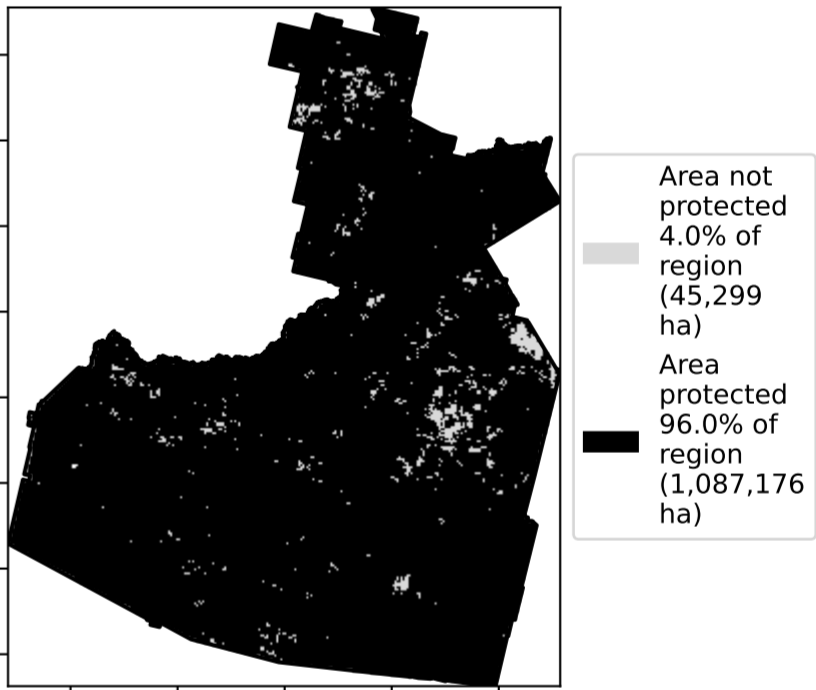 Area not
protected
4.0% of
region
(45,299
ha)
Area
protected
96.0% of
region
(1,087,176
ha)